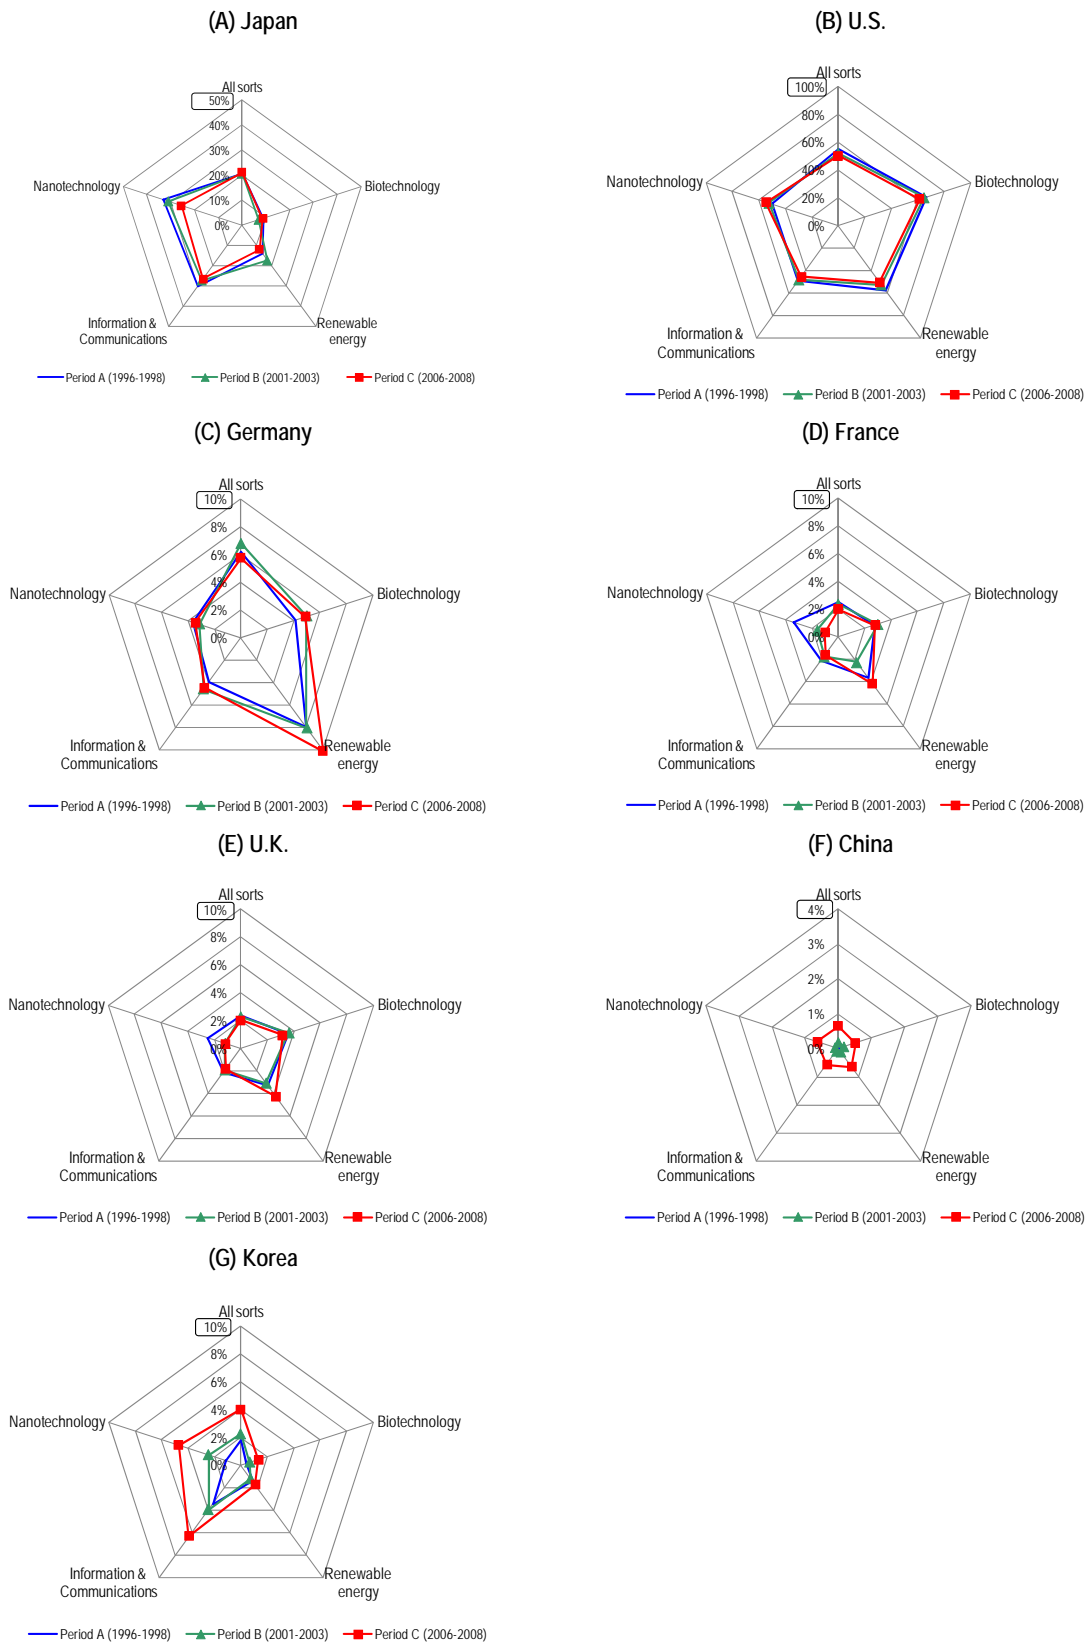 (A) Japan
All sorts
50%
40%
30%
20%
10%
0%
Nanotechnology
Biotechnology
Information &
Communications
Renewable
energy
Period A (1996-1998)
Period B (2001-2003)
Period C (2006-2008)
(B) U.S.
All sorts
100%
80%
60%
40%
20%
0%
Nanotechnology
Biotechnology
Information &
Communications
Renewable
energy
Period A (1996-1998)
Period B (2001-2003)
Period C (2006-2008)
(C) Germany
All sorts
10%
8%
6%
4%
2%
0%
Nanotechnology
Biotechnology
Information &
Communications
Renewable
energy
Period A (1996-1998)
Period B (2001-2003)
Period C (2006-2008)
(D) France
All sorts
10%
8%
6%
4%
2%
0%
Nanotechnology
Biotechnology
Information &
Communications
Renewable
energy
Period A (1996-1998)
Period B (2001-2003)
Period C (2006-2008)
(E) U.K.
All sorts
10%
8%
6%
4%
2%
0%
Nanotechnology
Biotechnology
Information &
Communications
Renewable
energy
Period A (1996-1998)
Period B (2001-2003)
Period C (2006-2008)
(F) China
All sorts
4%
3%
2%
1%
0%
Nanotechnology
Biotechnology
Information &
Communications
Renewable
energy
Period A (1996-1998)
Period B (2001-2003)
Period C (2006-2008)
(G) Korea
All sorts
10%
8%
6%
4%
2%
0%
Nanotechnology
Biotechnology
Information &
Communications
Renewable
energy
Period A (1996-1998)
Period B (2001-2003)
Period C (2006-2008)